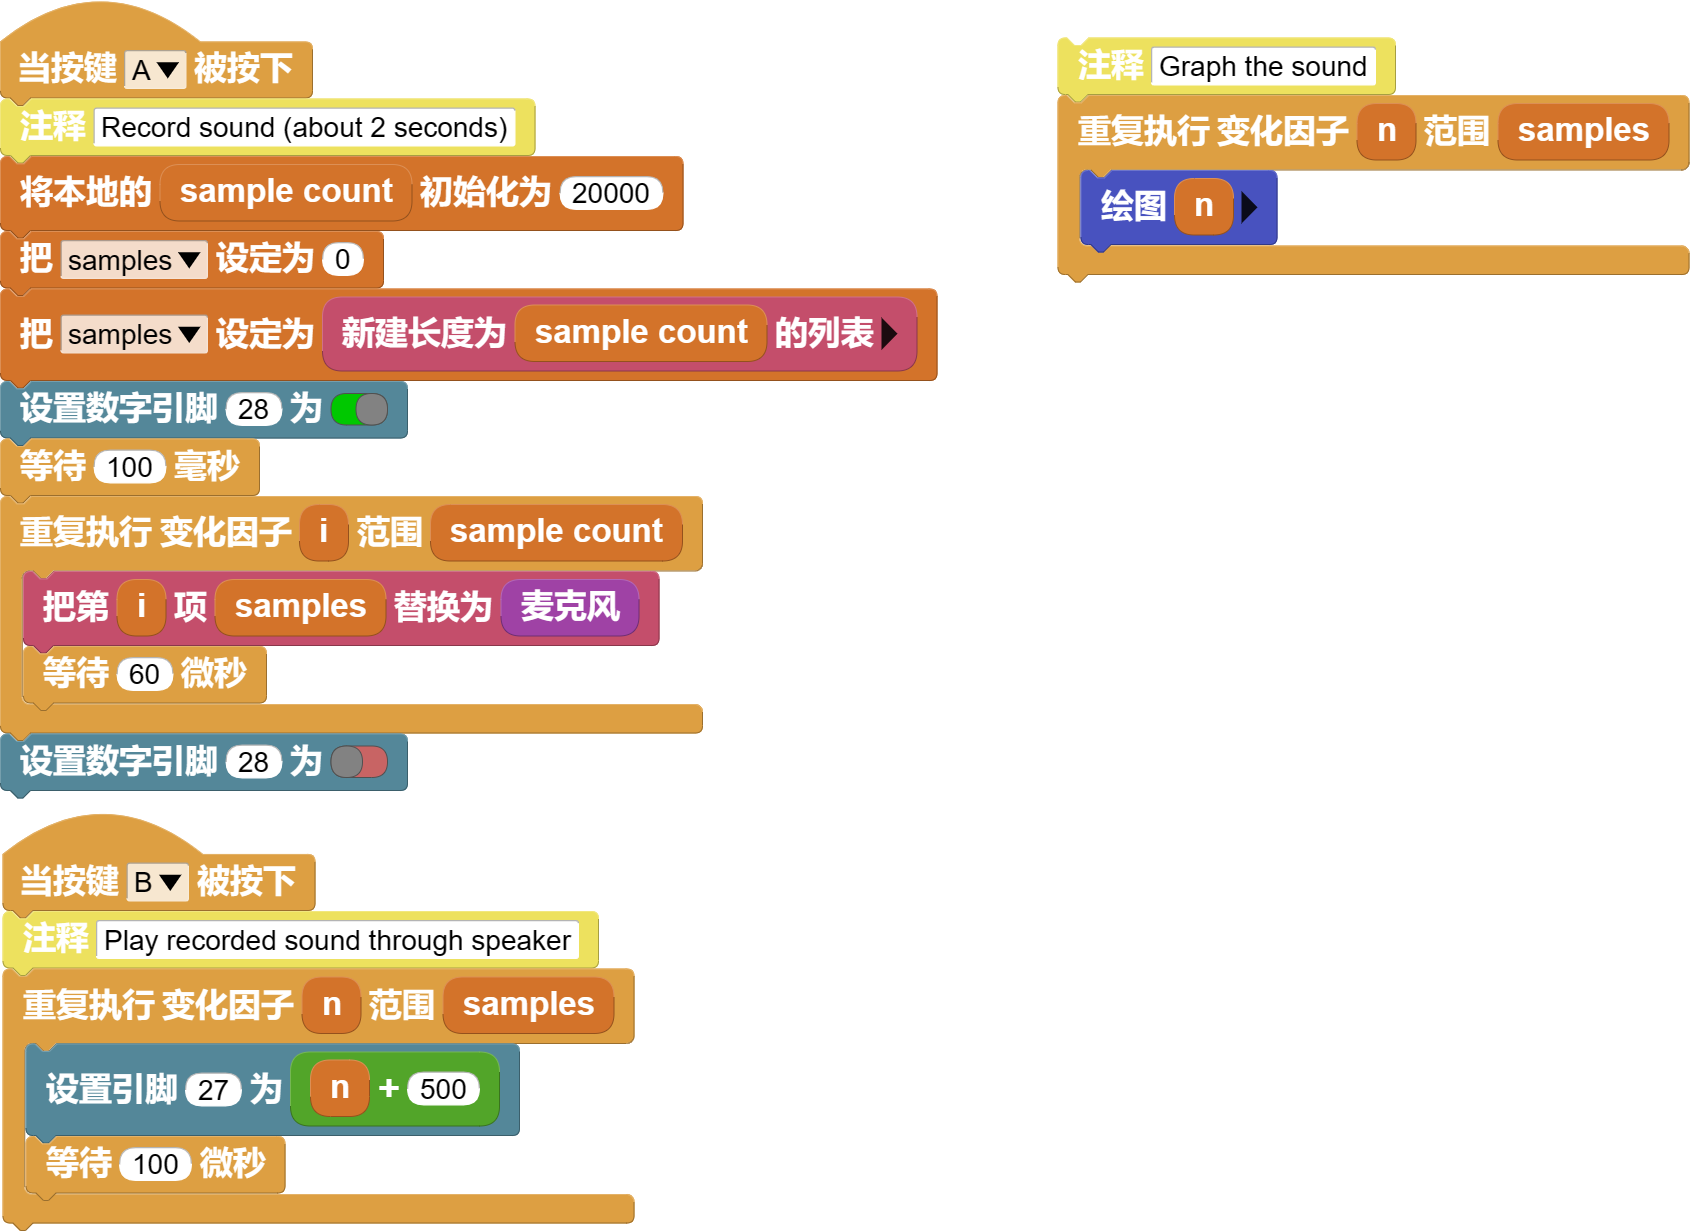 当按键 A 被按下
注释 Record sound (about 2 seconds)
将本地的 sample count 初始化为 20000
把 samples 设定为 0
把 samples 设定为 新建长度为 sample count 的列表
设置数字引脚 28 为
等待 100 毫秒
重复执行 变化因子 i 范围 sample count
把第 i 项 samples 替换为 麦克风
等待 60 微秒
设置数字引脚 28 为
当按键 B 被按下
注释 Play recorded sound through speaker
重复执行 变化因子 n 范围 samples
设置引脚 27 为 n + 500
等待 100 微秒
注释 Graph the sound
重复执行 变化因子 n 范围 samples
绘图 n